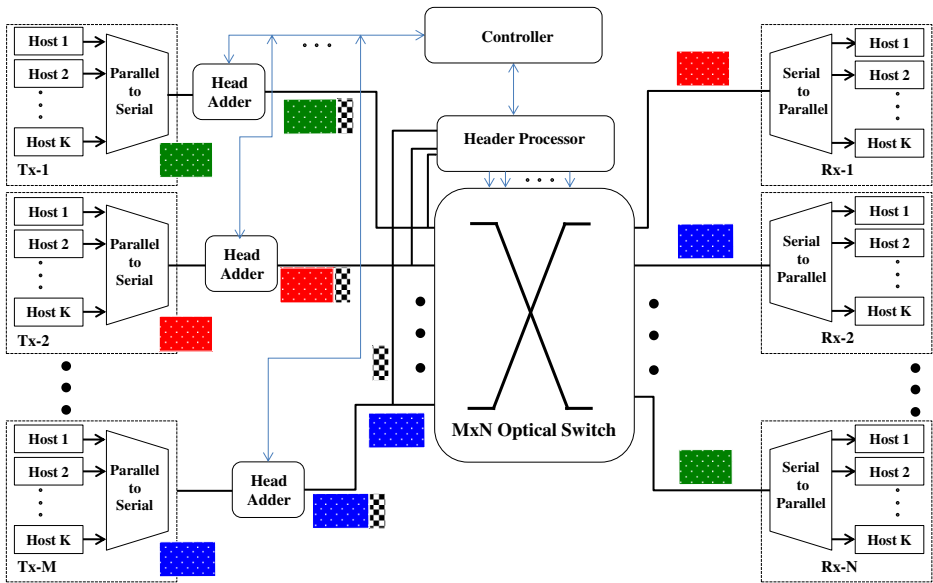 Host 1
Host 2
Host K
Parallel
to
Serial
Tx-1
Head
Adder
Controller
Header Processor
Serial
to
Parallel
Host 1
Host 2
Host K
Rx-1
Host 1
Host 2
Host K
Parallel
to
Serial
Tx-2
Head
Adder
MxN Optical Switch
Serial
to
Parallel
Host 1
Host 2
Host K
Rx-2
Host 1
Host 2
Host K
Parallel
to
Serial
Tx-M
Head
Adder
Serial
to
Parallel
Host 1
Host 2
Host K
Rx-N